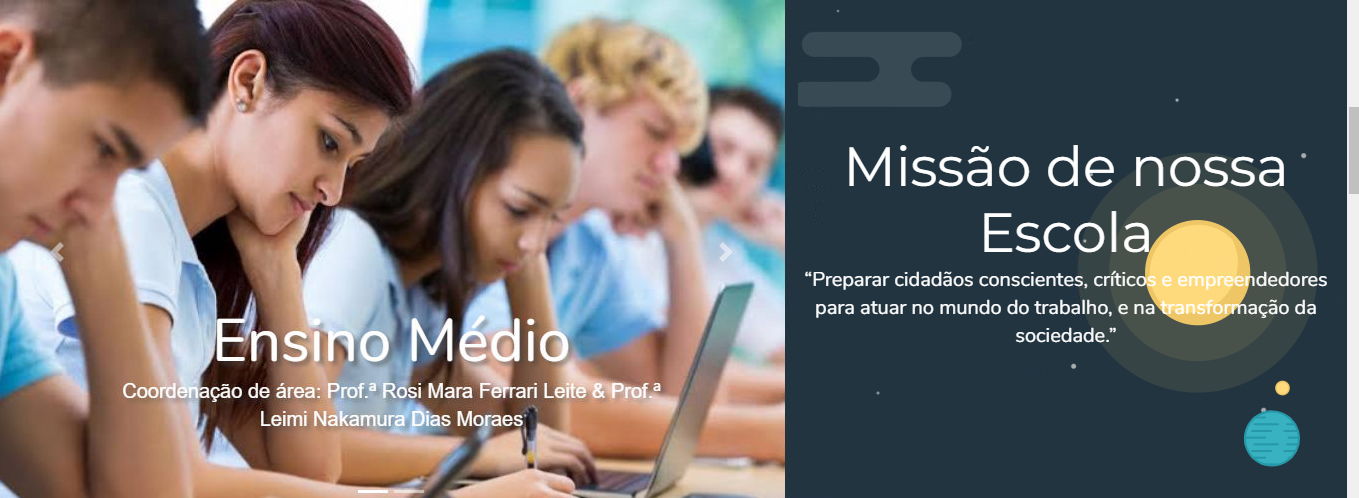 Ensino Médio
Coordenação de área: Prof.ª Rosi Mara Ferrari Leite & Prof.ª
Leimi Nakamura Dias Moraes
Missão de nossa
Escola
“Preparar cidadãos conscientes, críticos e empreendedores
para atuar no mundo do trabalho, e na transformação da
sociedade.”